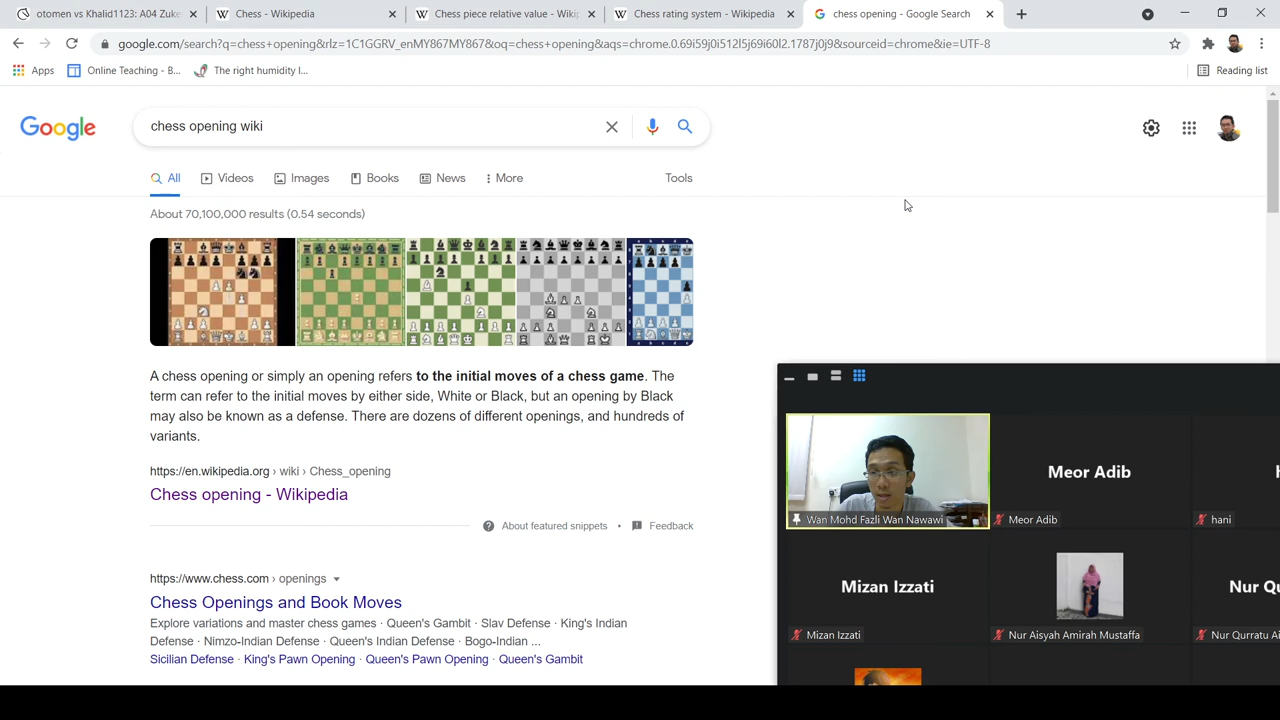 otomen vs Khalid1123: A04 Zuke
Chess - Wikipedia
Chess piece relative value - Wikip
Chess rating system - Wikipedia
chess opening - Google Search
google.com/search?q=chess+opening&rlz=1C1GGRV_enMY867MY867&oq=chess+opening&aqs=chrome.0.69i59j0i512l5j69i60l2.1787j0j9&sourceid=chrome&ie=UTF-8
Apps
Online Teaching - B...
The right humidity l...
Reading list
Google
chess opening wiki
All
Videos
Images
Books
News
More
Tools
About 70,100,000 results (0.54 seconds)
A chess opening or simply an opening refers to the initial moves of a chess game. The
term can refer to the initial moves by either side, White or Black, but an opening by Black
may also be known as a defense. There are dozens of different openings, and hundreds of
variants.
https://en.wikipedia.org › wiki › Chess_opening
Chess opening - Wikipedia
About featured snippets • Feedback
https://www.chess.com › openings
Chess Openings and Book Moves
Explore variations and master chess games · Queen's Gambit · Slav Defense · King's Indian
Defense · Nimzo-Indian Defense · Queen's Indian Defense · Bogo-Indian ...
Sicilian Defense · King's Pawn Opening · Queen's Pawn Opening · Queen's Gambit
Meor Adib
h
Wan Mohd Fazli Wan Nawawi
Meor Adib
hani
Mizan Izzati
Nur Qu
Mizan Izzati
Nur Aisyah Amirah Mustaffa
Nur Qurratu Ai